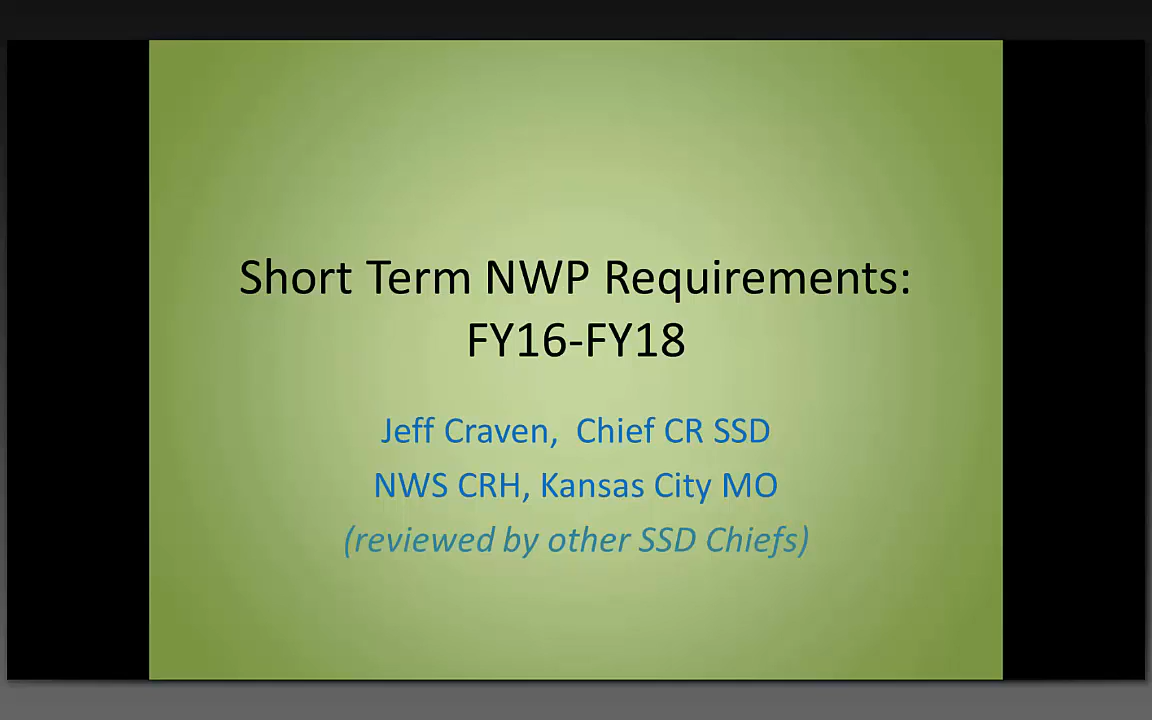 Short Term NWP Requirements:
FY16-FY18
Jeff Craven, Chief CR SSD
NWS CRH, Kansas City MO
(reviewed by other SSD Chiefs)